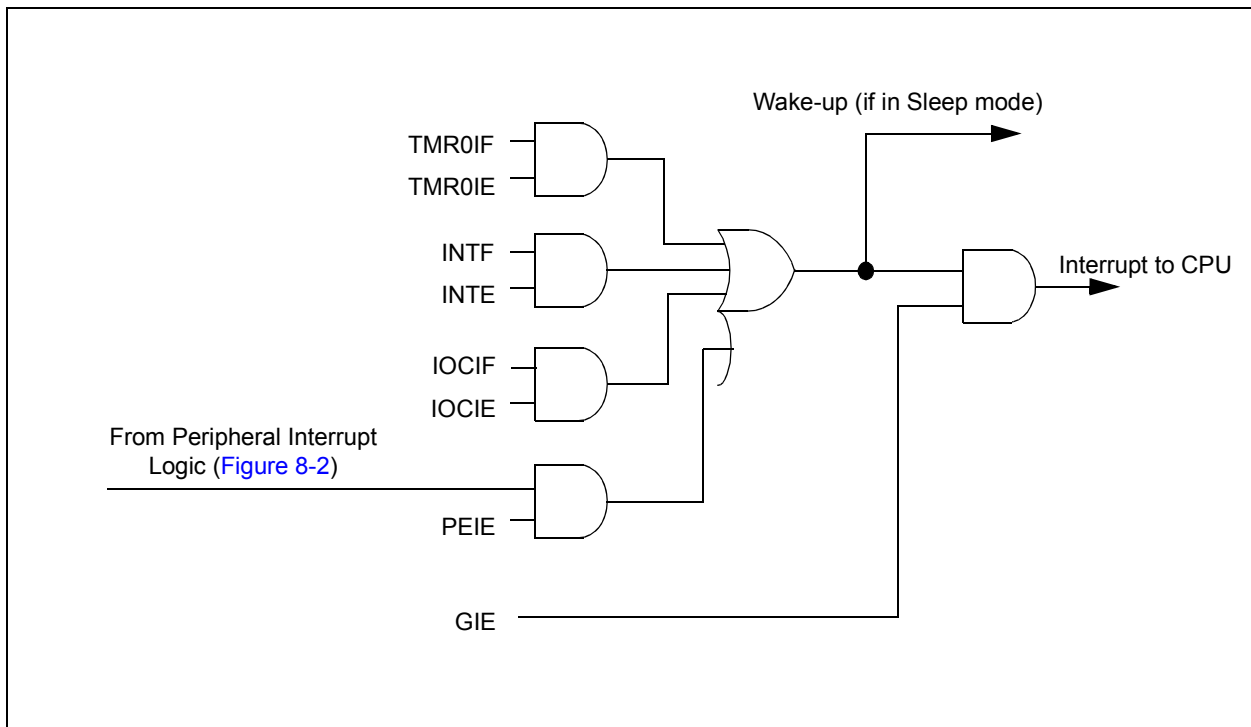 Wake-up (if in Sleep mode)
TMR0IF
TMR0IE
INTF
INTE
Interrupt to CPU
IOCIF
IOCIE
From Peripheral Interrupt
Logic (Figure 8-2)
PEIE
GIE